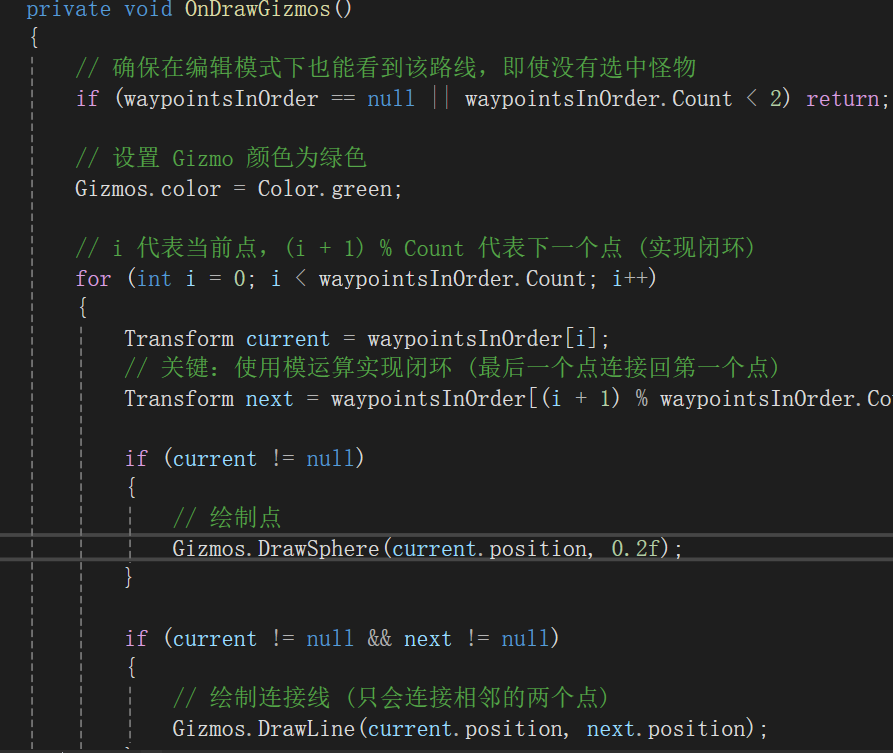 private void OnDrawGizmos()
{
// 确保在编辑模式下也能看到该路线，即使没有选中怪物
if (waypointsInOrder == null || waypointsInOrder.Count < 2) return;
// 设置 Gizmo 颜色为绿色
Gizmos.color = Color.green;
// i 代表当前点，(i + 1) % Count 代表下一个点 (实现闭环)
for (int i = 0; i < waypointsInOrder.Count; i++)
{
Transform current = waypointsInOrder[i];
// 关键：使用模运算实现闭环 (最后一个点连接回第一个点)
Transform next = waypointsInOrder[(i + 1) % waypointsInOrder.Cou
if (current != null)
{
// 绘制点
Gizmos.DrawSphere(current.position, 0.2f);
}
if (current != null && next != null)
{
// 绘制连接线 (只会连接相邻的两个点)
Gizmos.DrawLine(current.position, next.position);